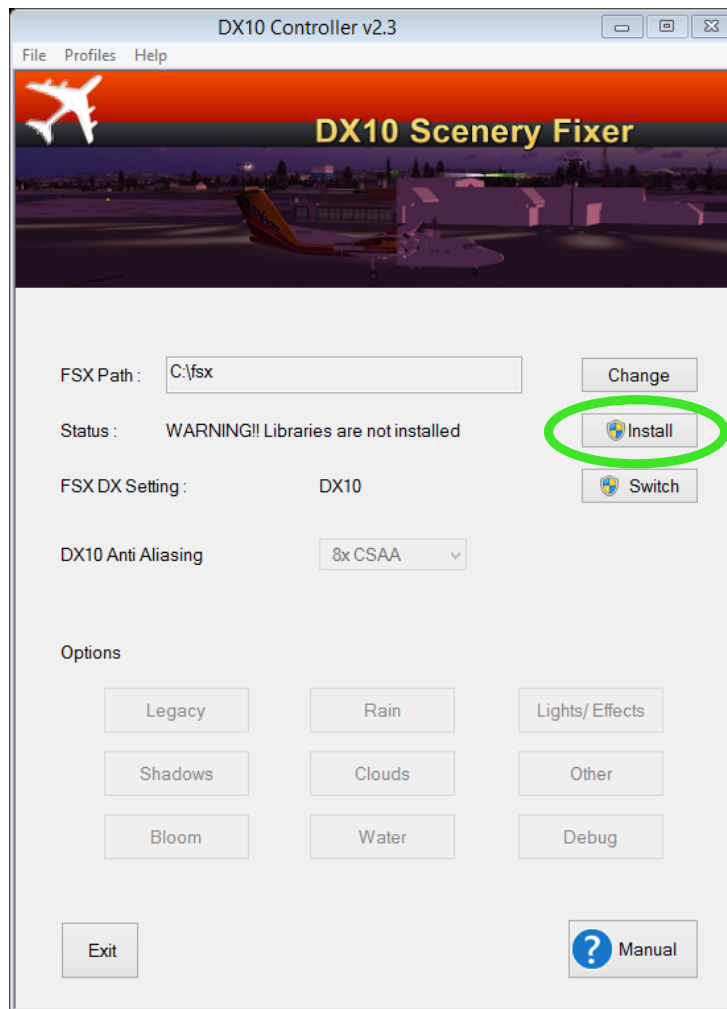 DX10 Controller v2.3
File Profiles Help
DX10 Scenery Fixer
FSX Path : C:\fsx Change
Status : WARNING!! Libraries are not installed Install
FSX DX Setting : DX10 Switch
DX10 Anti Aliasing 8x CSAA
Options
Legacy Rain Lights/ Effects
Shadows Clouds Other
Bloom Water Debug
Exit ? Manual